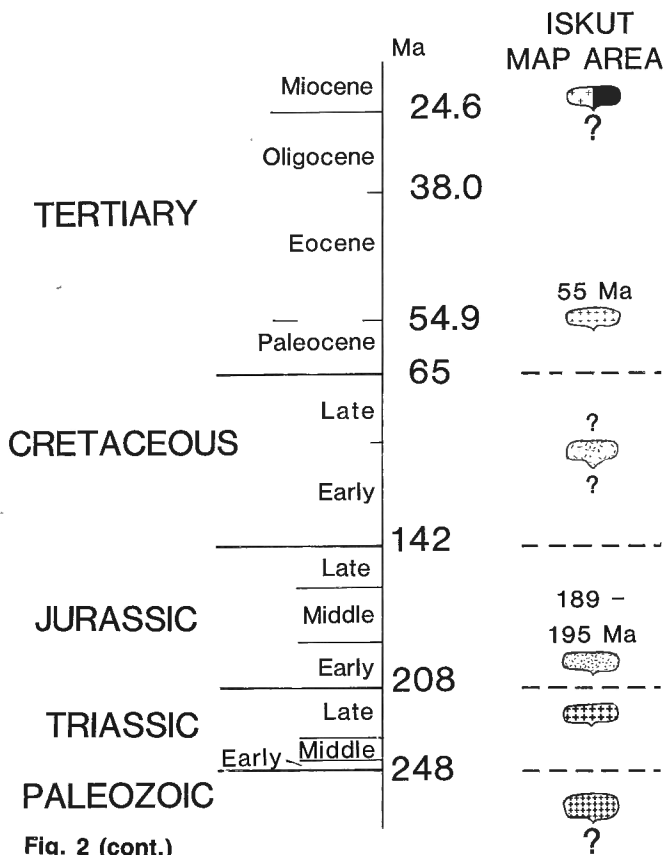 ISKUT
Ma
MAP AREA
Miocene
24.6
?
Oligocene
38.0
TERTIARY
Eocene
55 Ma
54.9
Paleocene
65
Late
?
CRETACEOUS
Early
?
142
Late
189 –
JURASSIC
Middle
195 Ma
Early
208
Late
TRIASSIC
Middle
Early
248
PALEOZOIC
?
Fig. 2 (cont.)